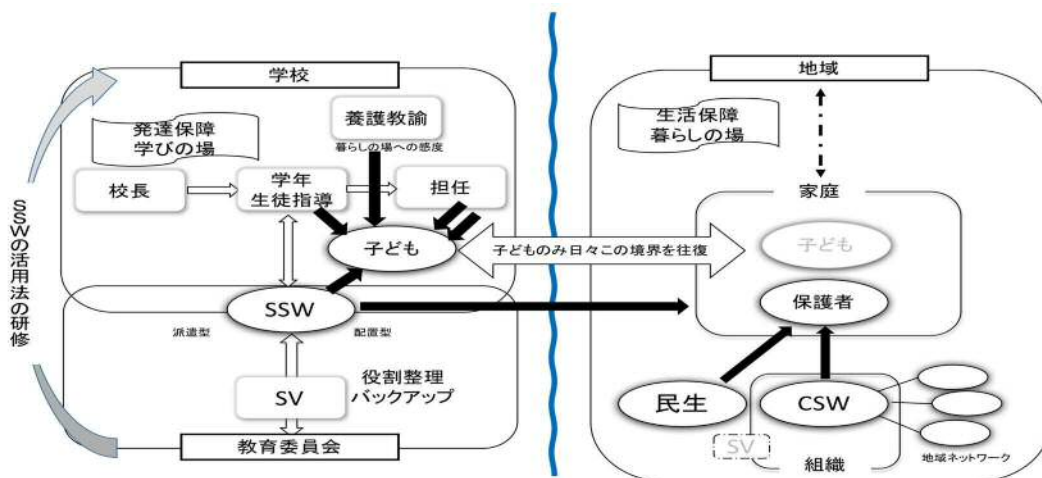 学校
発達保障
学びの場
養護教諭
暮らしの場への感度
校長
学年
生徒指導
担任
子ども
子どものみ日々この境界を往復
SSW
派遣型
配置型
SV
役割整理
バックアップ
教育委員会
SSWの活用法の研修
地域
生活保障
暮らしの場
家庭
子ども
保護者
民生
CSW
SV
組織
地域ネットワーク